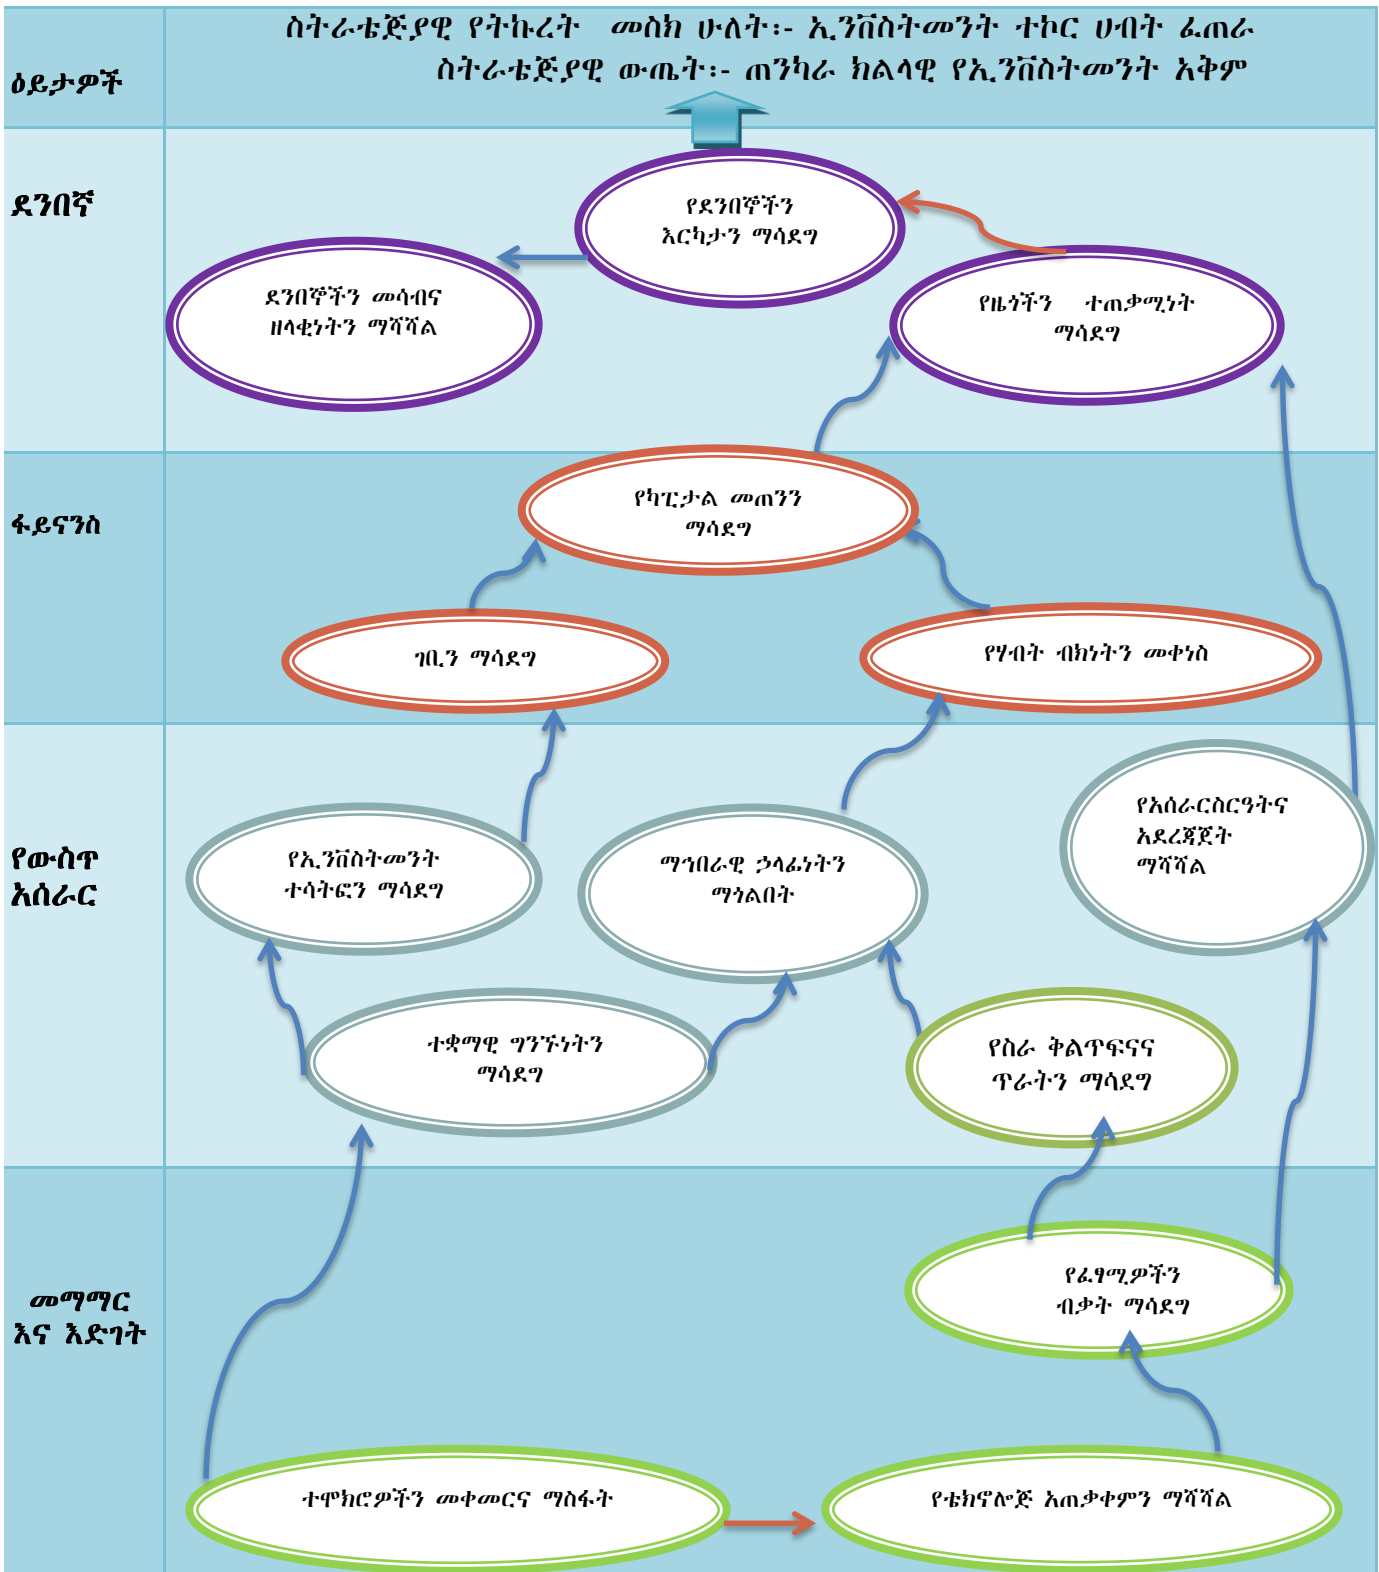 ስትራቴጅያዊ የትኩረት መስክ ሁለት፡- ኢንቨስትመንት ተኮር ሀብት ፈጠራ
ስትራቴጅያዊ ውጤት፡- ጠንካራ ክልላዊ የኢንቨስትመንት አቅም
ዕይታዎች
ደንበኛ
የደንበኞችን
እርካታን ማሳደግ
ደንበኞችን መሳብና
ዘላቂነትን ማሻሻል
የዜጎችን ተጠቃሚነት
ማሳደግ
ፋይናንስ
የካፒታል መጠንን
ማሳደግ
ገቢን ማሳደግ
የሃብት ብክነትን መቀነስ
የውስጥ
አሰራር
የኢንቨስትመንት
ተሳትፎን ማሳደግ
ማኅበራዊ ኃላፊነትን
ማጎልበት
የአሰራርስርዓትና
አደረጃጀት
ማሻሻል
ተቋማዊ ግንኙነትን
ማሳደግ
የስራ ቅልጥፍናና
ጥራትን ማሳደግ
መማማር
እና እድገት
የፈፃሚዎችን
ብቃት ማሳደግ
ተሞክሮዎችን መቀመርና ማስፋት
የቴክኖሎጅ አጠቃቀምን ማሻሻል